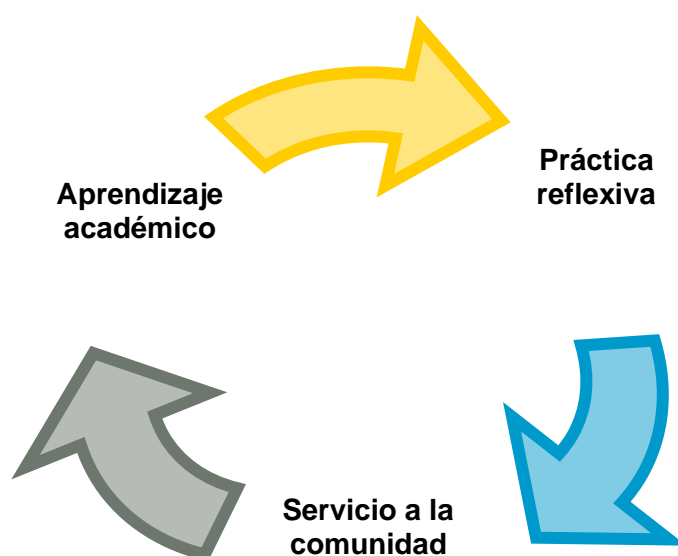 Aprendizaje
académico
Práctica
reflexiva
Servicio a la
comunidad